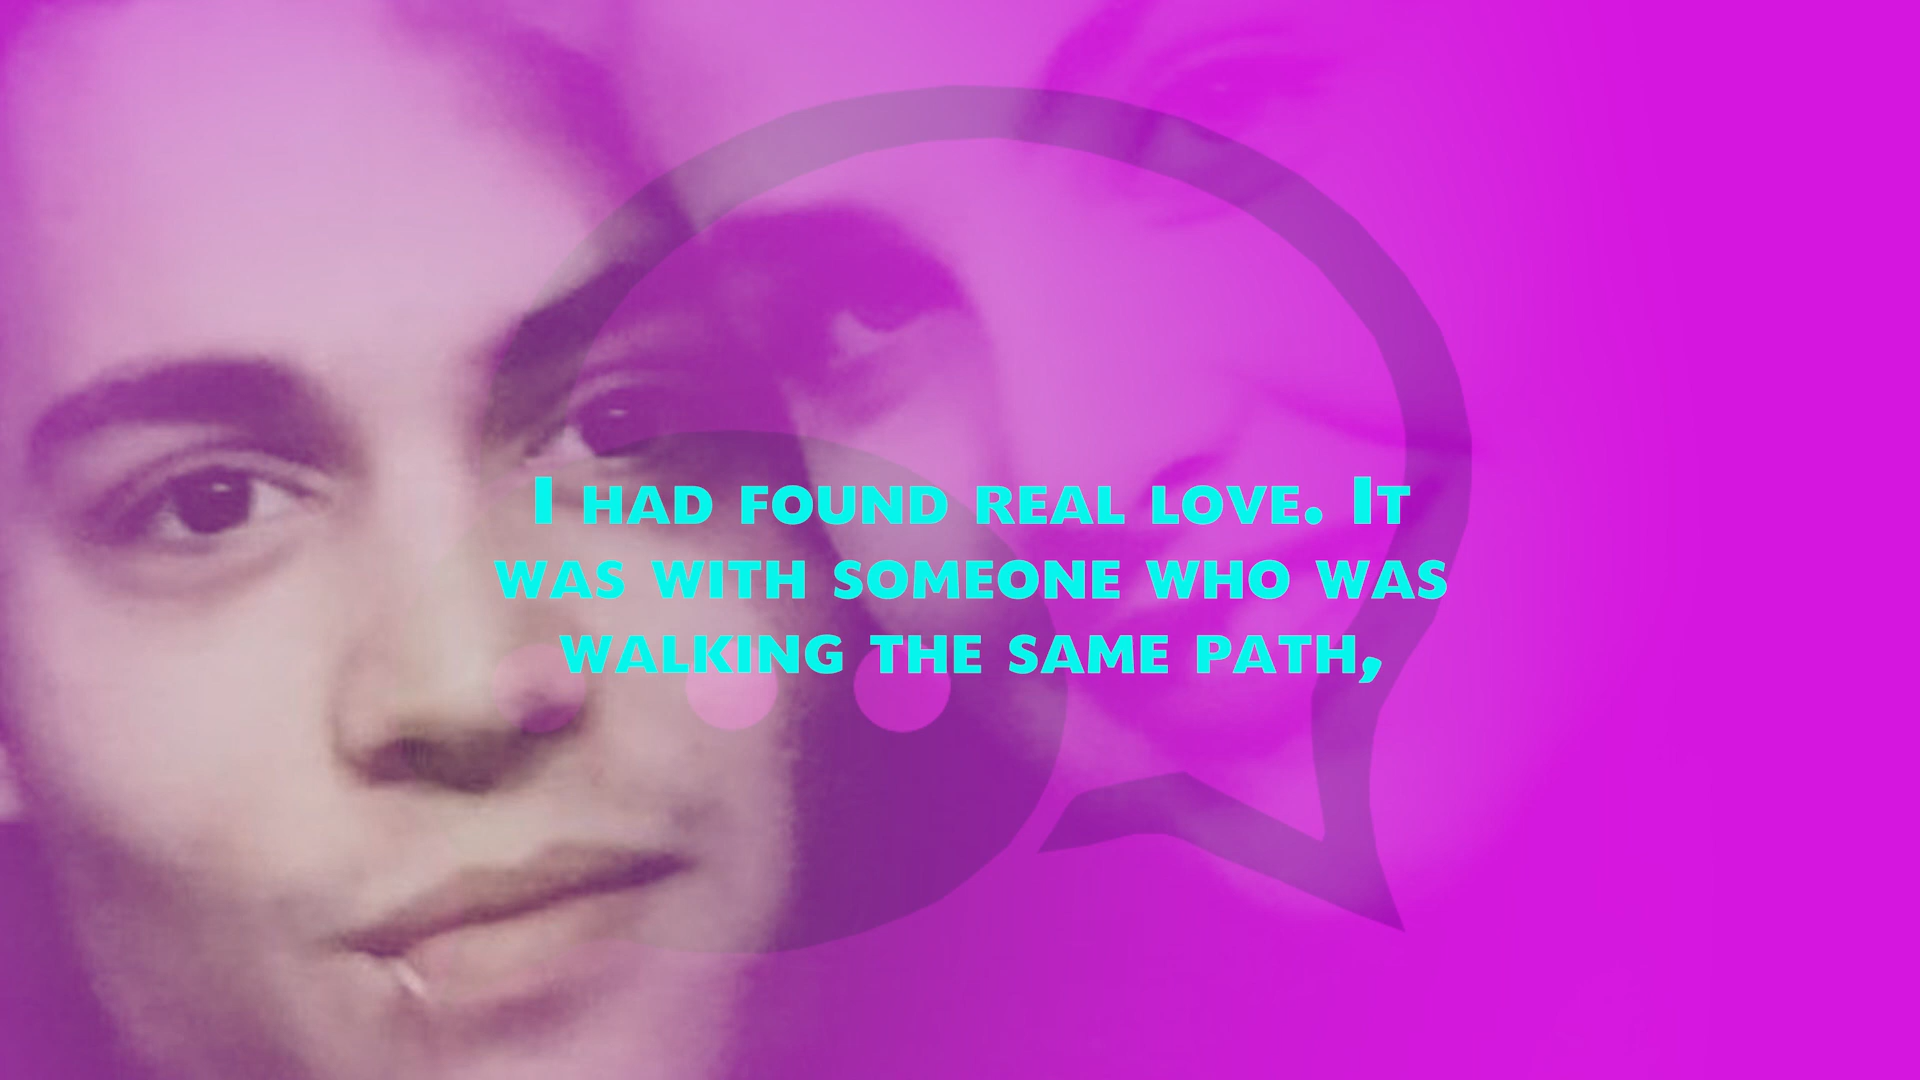 I had found real love. It
was with someone who was
walking the same path,